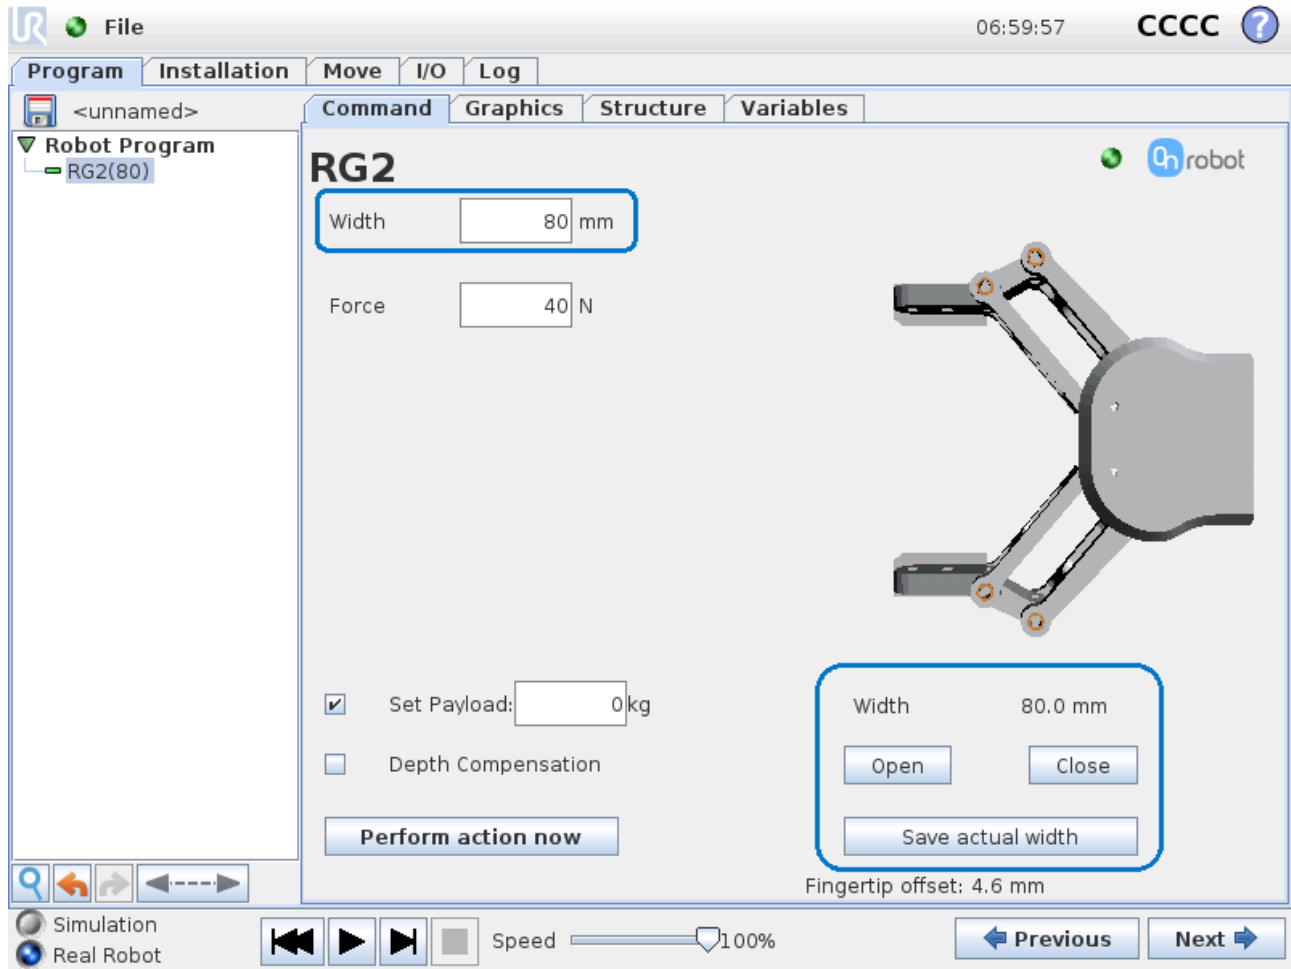 UR File 06:59:57 CCCC ?
Program Installation Move I/O Log
<unnamed> Command Graphics Structure Variables
Robot Program
RG2(80)
RG2
On robot
Width 80 mm
Force 40 N
Set Payload: 0 kg
Width 80.0 mm
Depth Compensation
Open Close
Perform action now
Save actual width
Fingertip offset: 4.6 mm
Simulation
Real Robot
Speed 100%
Previous Next